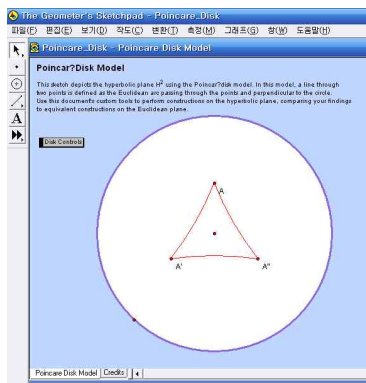 The Geometer's Sketchpad - Poincare_Disk
파일(F) 편집(E) 보기(V) 작도(C) 변환(T) 측정(M) 그래프(G) 창(W) 도움말(H)
Poincare_Disk - Poincare Disk Model
Poincar?Disk Model
This sketch depicts the hyperbolic plane H² using the Poincar?disk model. In this model, a line through
two points is defined as the Euclidean arc passing through the points and perpendicular to the circle.
Use this document's custom tools to perform constructions on the hyperbolic plane, comparing your findings
to equivalent constructions on the Euclidean plane.
Disk Controls
A
A
A'
A"
Poincare Disk Model Credits